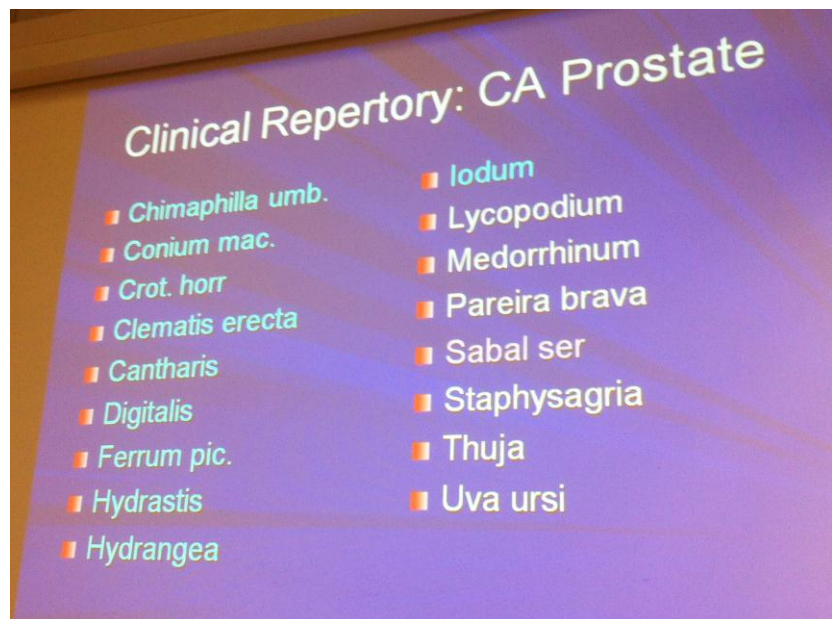 Clinical Repertory: CA Prostate
Chimaphilla umb.
Conium mac.
Crot. horr
Clematis erecta
Cantharis
Digitalis
Ferrum pic.
Hydrastis
Hydrangea
Iodum
Lycopodium
Medorrhinum
Pareira brava
Sabal ser
Staphysagria
Thuja
Uva ursi